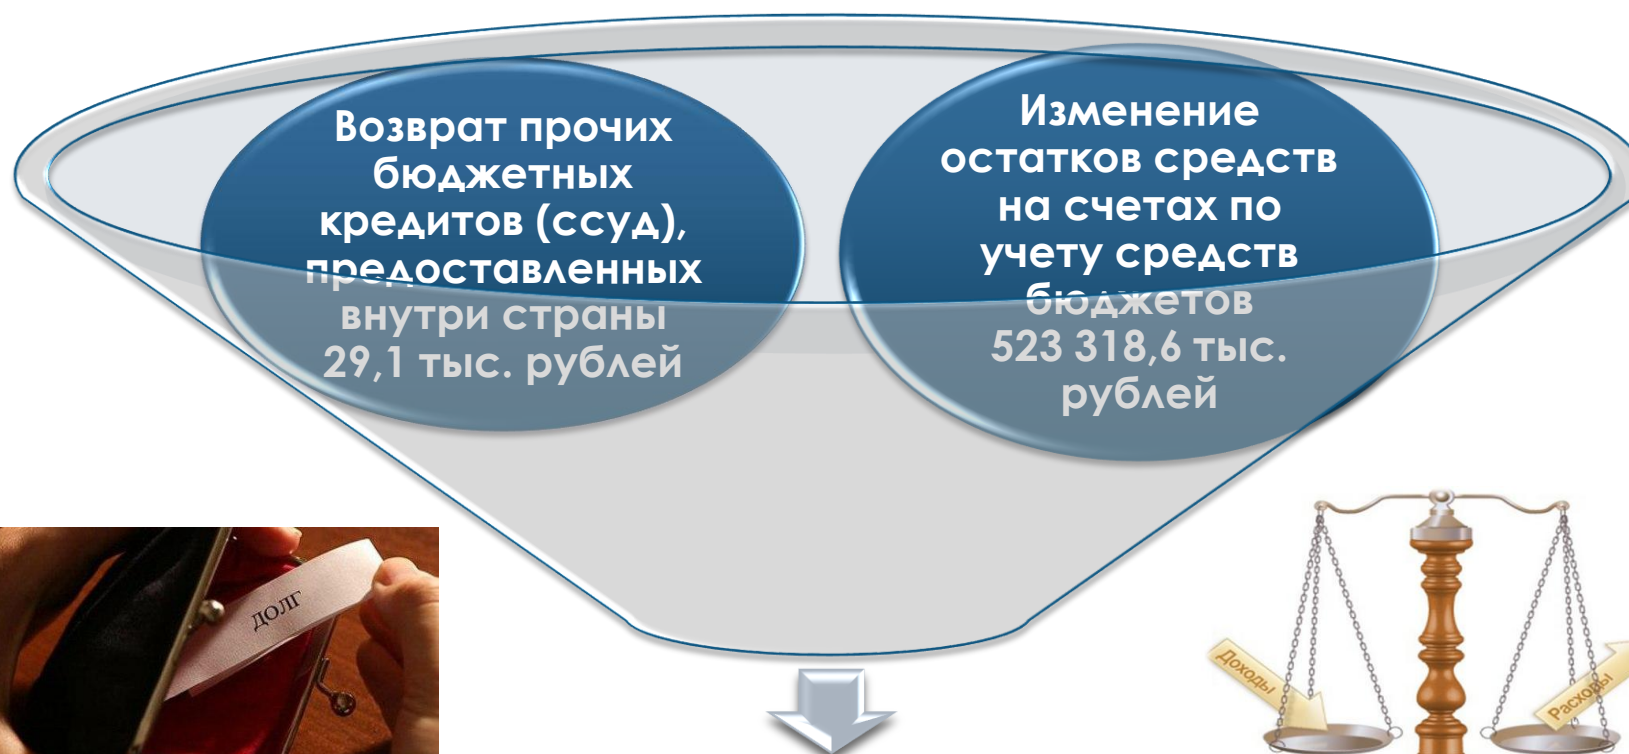 Возврат прочих
бюджетных
кредитов (ссуд),
предоставленных
внутри страны
29,1 тыс. рублей
Изменение
остатков средств
на счетах по
учету средств
бюджетов
523 318,6 тыс.
рублей
ДОЛГ
Доходы
Расходы